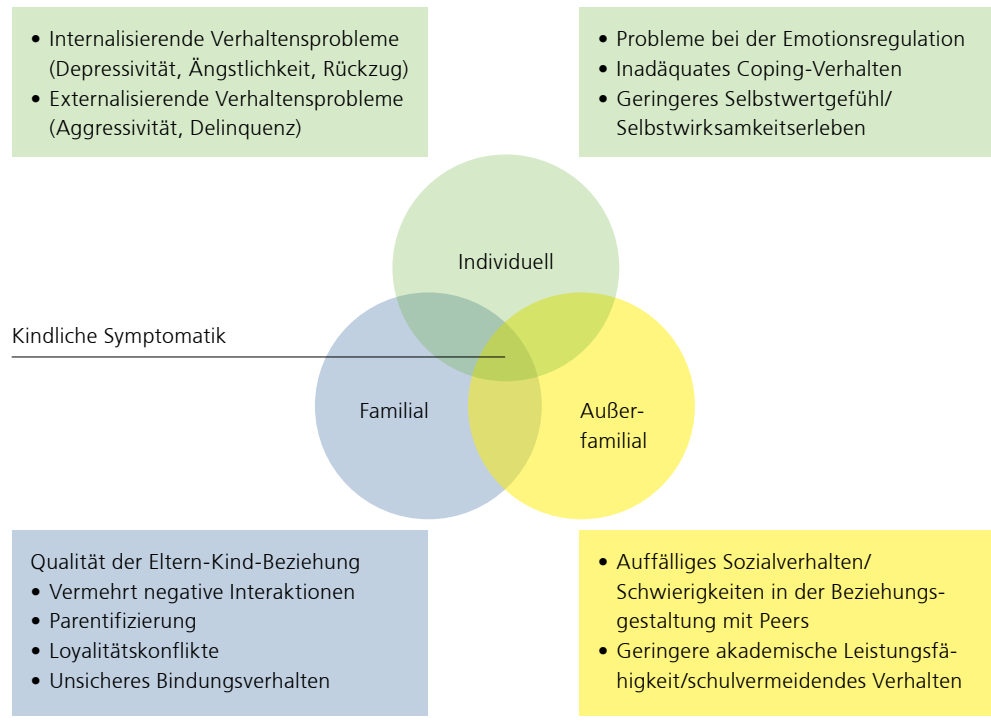 • Internalisierende Verhaltensprobleme
(Depressivität, Ängstlichkeit, Rückzug)
• Externalisierende Verhaltensprobleme
(Aggressivität, Delinquenz)
• Probleme bei der Emotionsregulation
• Inadäquates Coping-Verhalten
• Geringeres Selbstwertgefühl/
Selbstwirksamkeitserleben
Individuell
Kindliche Symptomatik
Familial
Außer-
familial
Qualität der Eltern-Kind-Beziehung
• Vermehrt negative Interaktionen
• Parentifizierung
• Loyalitätskonflikte
• Unsicheres Bindungsverhalten
• Auffälliges Sozialverhalten/
Schwierigkeiten in der Beziehungs-
gestaltung mit Peers
• Geringere akademische Leistungsfä-
higkeit/schulvermeidendes Verhalten